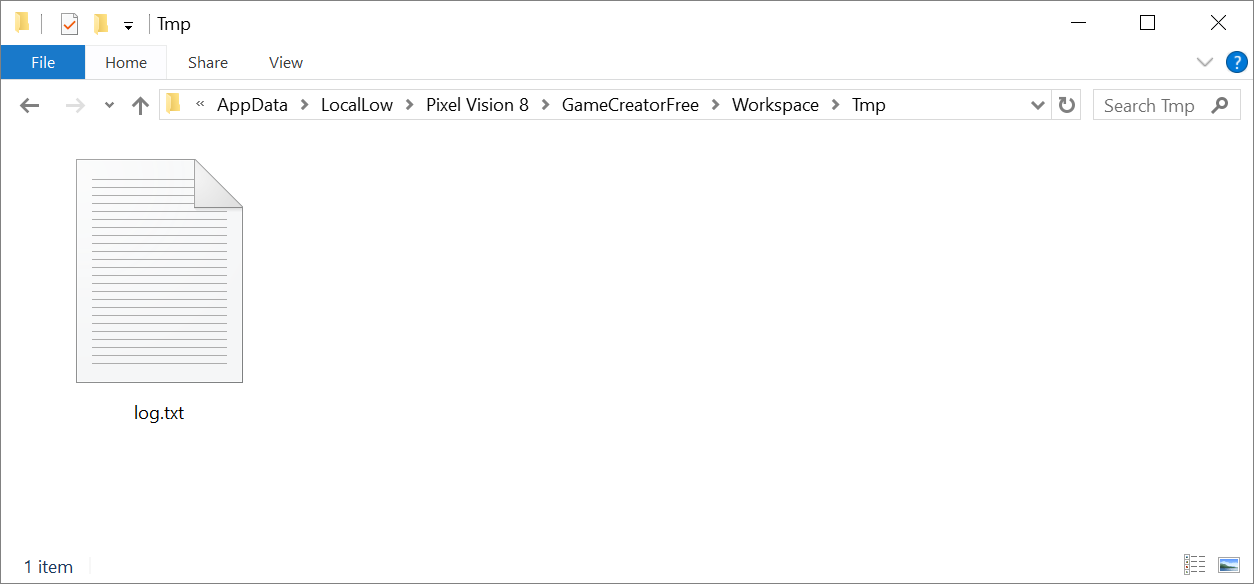 Tmp
File Home Share View
« AppData LocalLow Pixel Vision 8 GameCreatorFree Workspace Tmp Search Tmp
log.txt
1 item